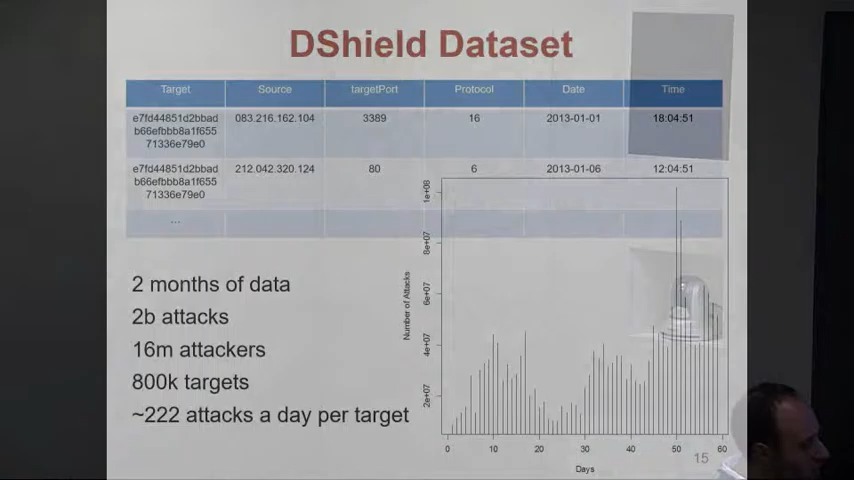 DShield Dataset
Target Source targetPort Protocol Date Time
e7fd44851d2bbad 083.216.162.104 3389 16 2013-01-01 18:04:51
b66efbbb8a1f655
71336e79e0
e7fd44851d2bbad 212.042.320.124 80 6 2013-01-06 12:04:51
b66efbbb8a1f655
71336e79e0
...
2 months of data
2b attacks
16m attackers
800k targets
~222 attacks a day per target
Number of Attacks
2e+07 4e+07 6e+07 8e+07 1e+08
0 10 20 30 40 50 60
Days
15